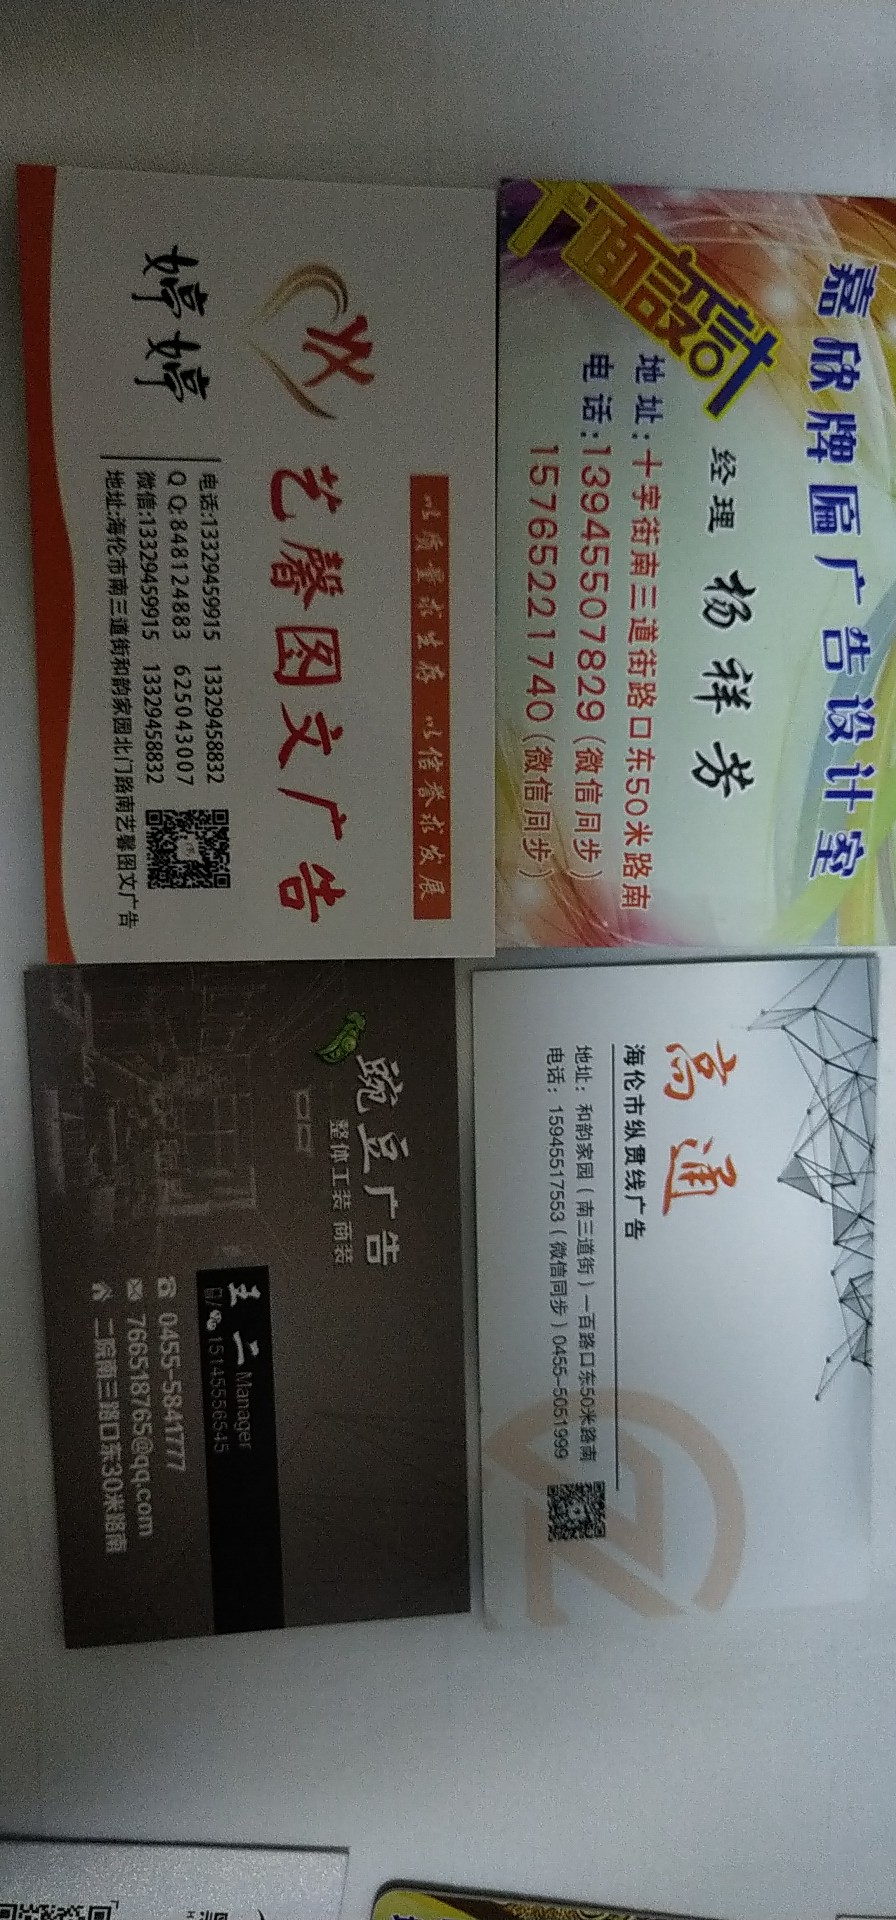 嘉欣牌匾广告设计室
平面設計
经理 杨祥芳
地址:十字街南三道街路口东50米路南
电话:13945507829(微信同步)
15765221740(微信同步)
以质量求生存 以信誉求发展
艺馨图文广告
婷婷
电话:13329459915 13329458832
Q Q:848124883 625043007
微信:13329459915 13329458832
地址:海伦市南三道街和韵家园北门路南艺馨图文广告
高通
海伦市纵贯线广告
地址: 和韵家园(南三道街)一百路口东50米路南
电话: 15945517553(微信同步)0455-5051999
豌豆广告
整体工装 商装
王二 Manager
15145556545
0455-5841777
766518765@qq.com
二院南三路口东30米路南